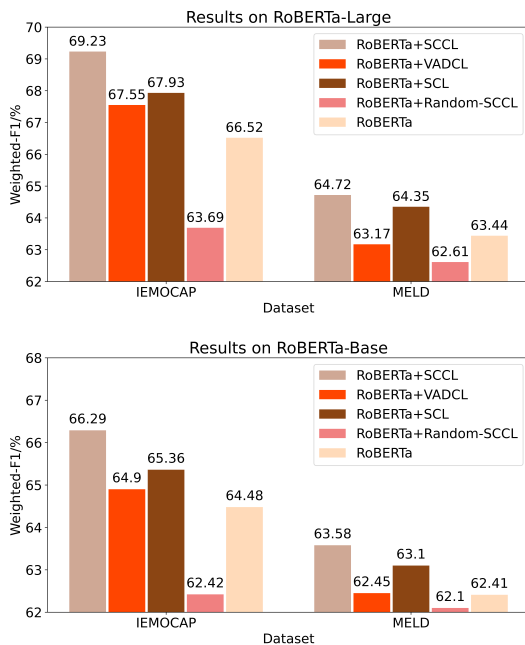 Results on RoBERTa-Large
Weighted-F1/%
70
69
68
67
66
65
64
63
62
69.23
67.55
67.93
63.69
66.52
64.72
63.17
64.35
62.61
63.44
RoBERTa+SCCL
RoBERTa+VADCL
RoBERTa+SCL
RoBERTa+Random-SCCL
RoBERTa
IEMOCAP
MELD
Dataset
Results on RoBERTa-Base
Weighted-F1/%
68
67
66
65
64
63
62
66.29
64.9
65.36
62.42
64.48
63.58
62.45
63.1
62.1
62.41
RoBERTa+SCCL
RoBERTa+VADCL
RoBERTa+SCL
RoBERTa+Random-SCCL
RoBERTa
IEMOCAP
MELD
Dataset